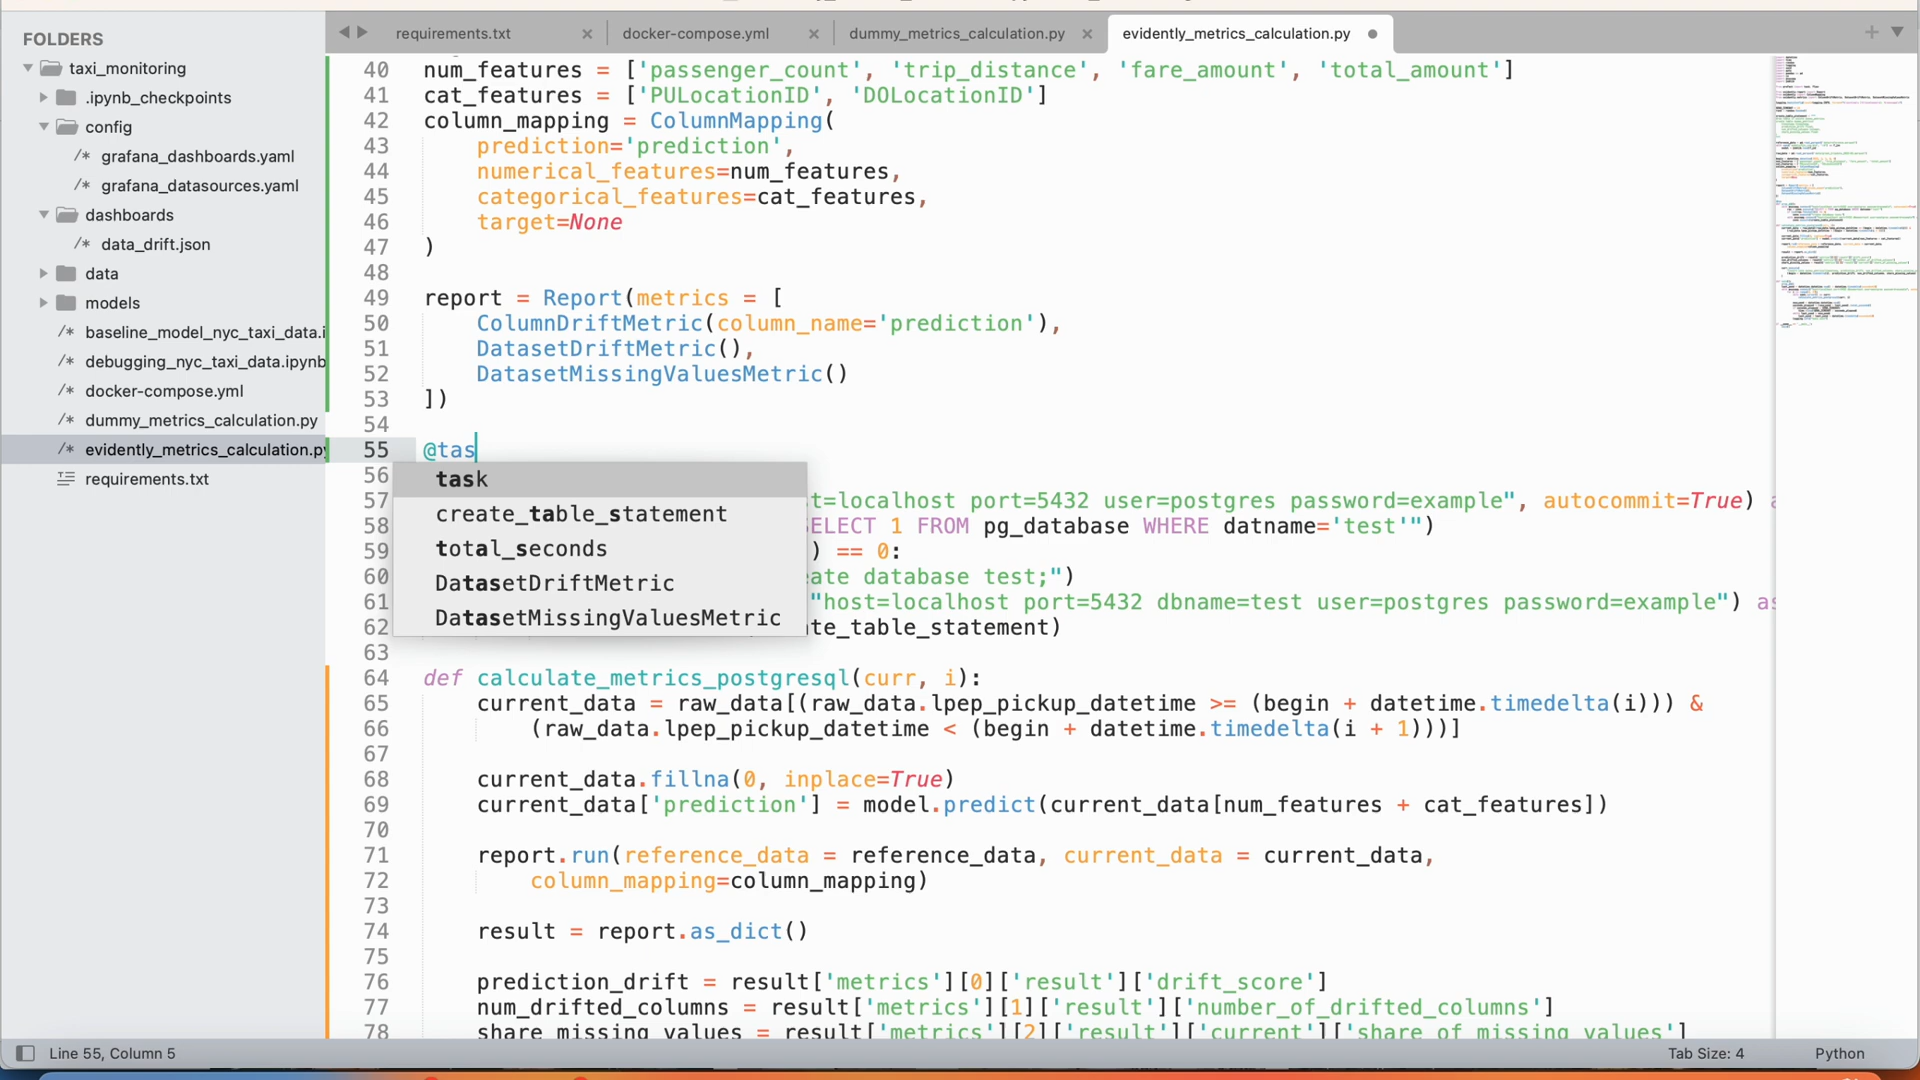 FOLDERS
taxi_monitoring
.ipynb_checkpoints
config
/* grafana_dashboards.yaml
/* grafana_datasources.yaml
dashboards
/* data_drift.json
data
models
/* baseline_model_nyc_taxi_data.i
/* debugging_nyc_taxi_data.ipynb
/* docker-compose.yml
/* dummy_metrics_calculation.py
/* evidently_metrics_calculation.py
requirements.txt
requirements.txt
docker-compose.yml
dummy_metrics_calculation.py
evidently_metrics_calculation.py
40 num_features = ['passenger_count', 'trip_distance', 'fare_amount', 'total_amount']
41 cat_features = ['PULocationID', 'DOLocationID']
42 column_mapping = ColumnMapping(
43 prediction='prediction',
44 numerical_features=num_features,
45 categorical_features=cat_features,
46 target=None
47 )
48
49 report = Report(metrics = [
50 ColumnDriftMetric(column_name='prediction'),
51 DatasetDriftMetric(),
52 DatasetMissingValuesMetric()
53 ])
54
55 @tas
56 task
57 t=localhost port=5432 user=postgres password=example", autocommit=True) a
create_table_statement
58 ELECT 1 FROM pg_database WHERE datname='test'")
total_seconds
59 ) == 0:
60 ate database test;")
DatasetDriftMetric
61 "host=localhost port=5432 dbname=test user=postgres password=example") as
DatasetMissingValuesMetric
62 te_table_statement)
63
64 def calculate_metrics_postgresql(curr, i):
65 current_data = raw_data[(raw_data.lpep_pickup_datetime >= (begin + datetime.timedelta(i))) &
66 (raw_data.lpep_pickup_datetime < (begin + datetime.timedelta(i + 1)))]
67
68 current_data.fillna(0, inplace=True)
69 current_data['prediction'] = model.predict(current_data[num_features + cat_features])
70
71 report.run(reference_data = reference_data, current_data = current_data,
72 column_mapping=column_mapping)
73
74 result = report.as_dict()
75
76 prediction_drift = result['metrics'][0]['result']['drift_score']
77 num_drifted_columns = result['metrics'][1]['result']['number_of_drifted_columns']
78 share_missing_values = result['metrics'][2]['result']['current']['share_of_missing_values']
Line 55, Column 5
Tab Size: 4
Python